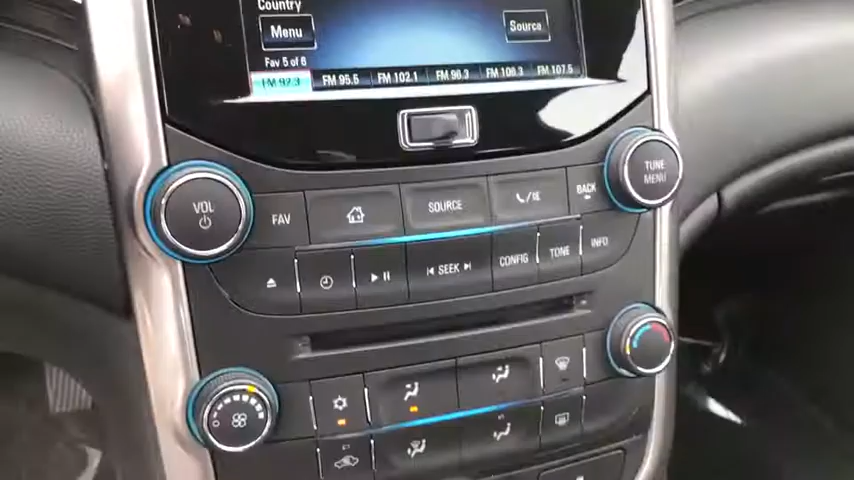 Country
Menu
Source
Fav 5 of 6
FM 97.3
FM 95.5
FM 102.1
FM 96.3
FM 106.3
FM 107.5
VOL
FAV
SOURCE
BACK
TUNE
MENU
SEEK
CONFIG
TONE
INFO